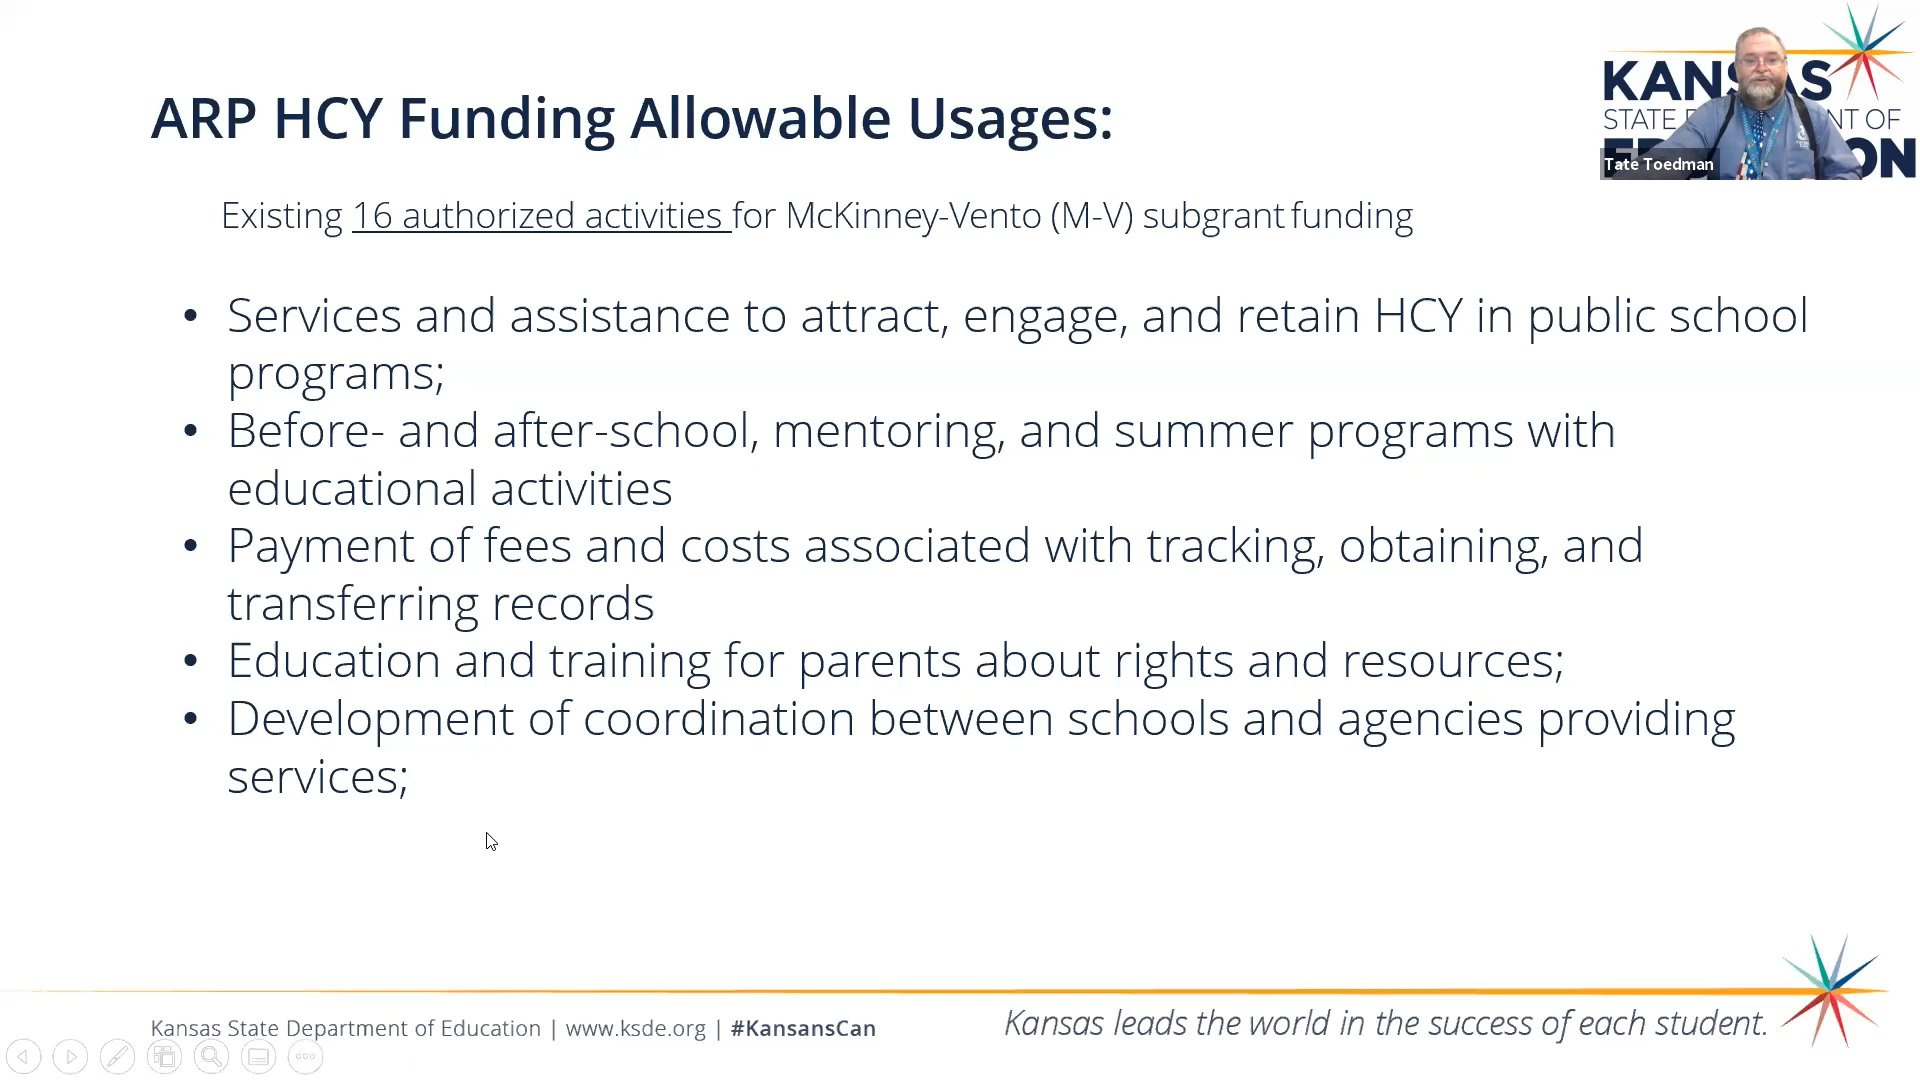 ARP HCY Funding Allowable Usages:
Existing 16 authorized activities for McKinney-Vento (M-V) subgrant funding
• Services and assistance to attract, engage, and retain HCY in public school
programs;
• Before- and after-school, mentoring, and summer programs with
educational activities
• Payment of fees and costs associated with tracking, obtaining, and
transferring records
• Education and training for parents about rights and resources;
• Development of coordination between schools and agencies providing
services;
Tate Toedman
Kansas State Department of Education | www.ksde.org | #KansansCan
Kansas leads the world in the success of each student.